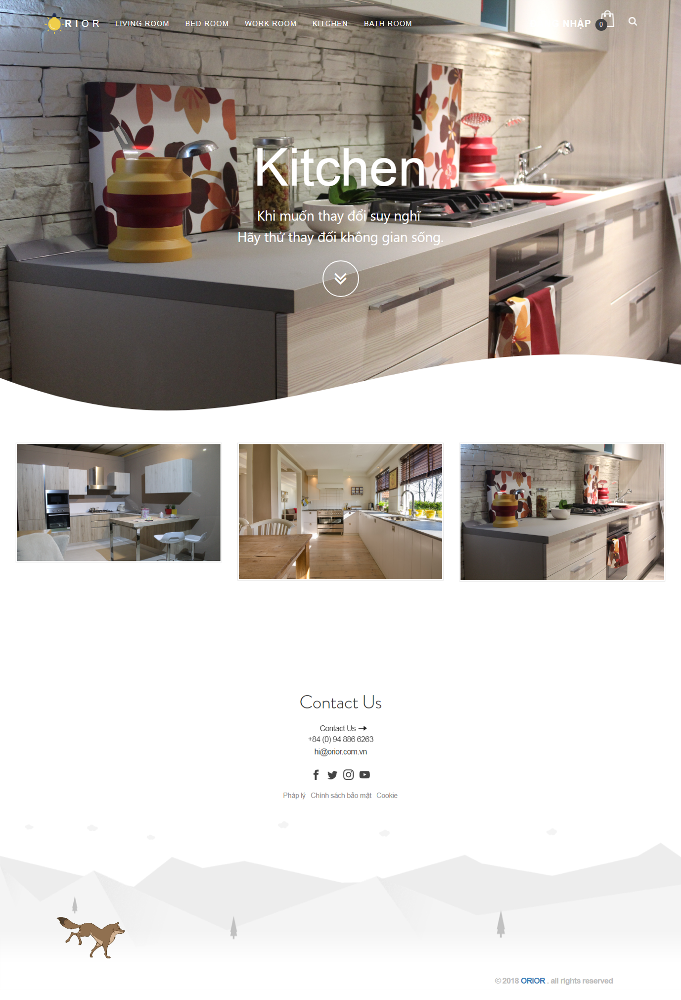 RIOR LIVING ROOM BED ROOM WORK ROOM KITCHEN BATH ROOM NHẬP 0
Kitchen
Khi muốn thay đổi suy nghĩ
Hãy thử thay đổi không gian sống.
Contact Us
Contact Us →
+84 (0) 94 886 6263
hi@orior.com.vn
Pháp lý Chính sách bảo mật Cookie
© 2018 ORIOR . all rights reserved